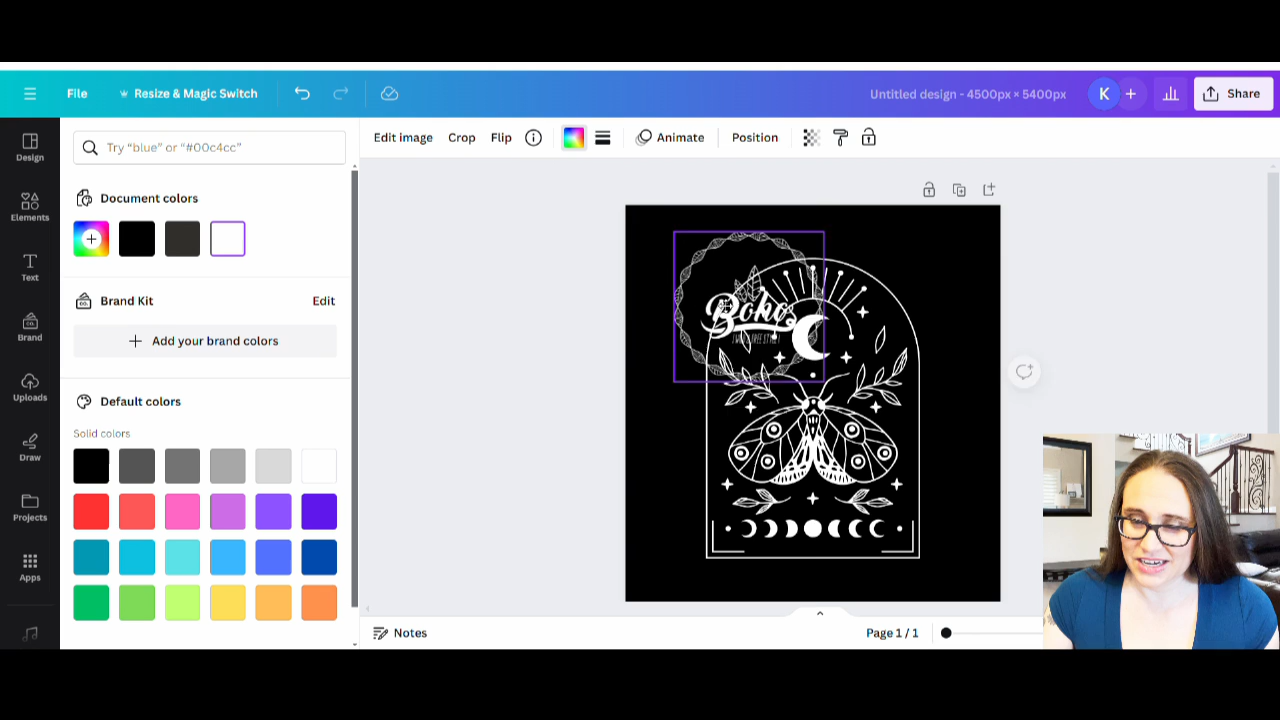 File
Resize & Magic Switch
Untitled design - 4500px × 5400px
K
Share
Design
Elements
Text
Brand
Uploads
Draw
Projects
Apps
Try “blue” or “#00c4cc”
Document colors
Brand Kit
Edit
Add your brand colors
Default colors
Solid colors
Edit image
Crop
Flip
Animate
Position
Boho
Notes
Page 1 / 1